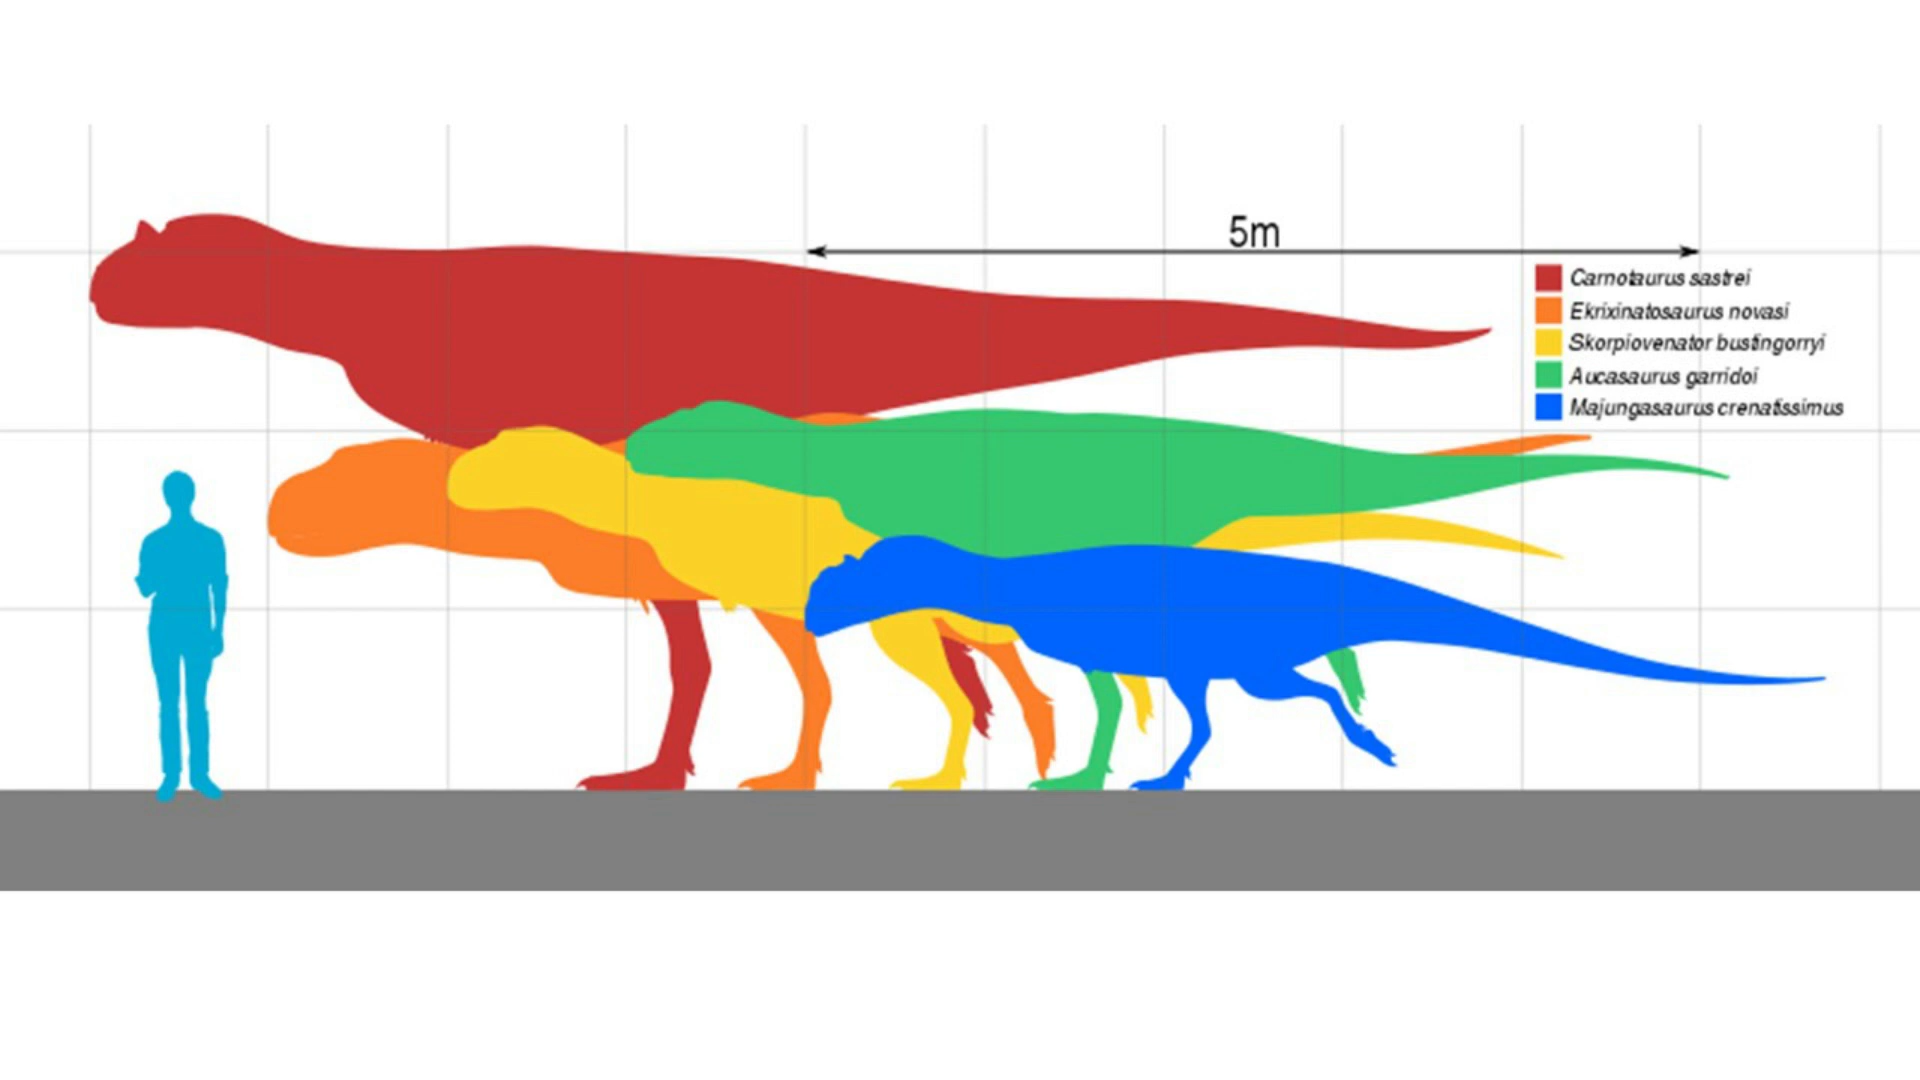 5m
Carnotaurus sastrei
Ekrixinatosaurus novasi
Skorpiovenator bustingorryi
Aucasaurus garridoi
Majungasaurus crenatissimus